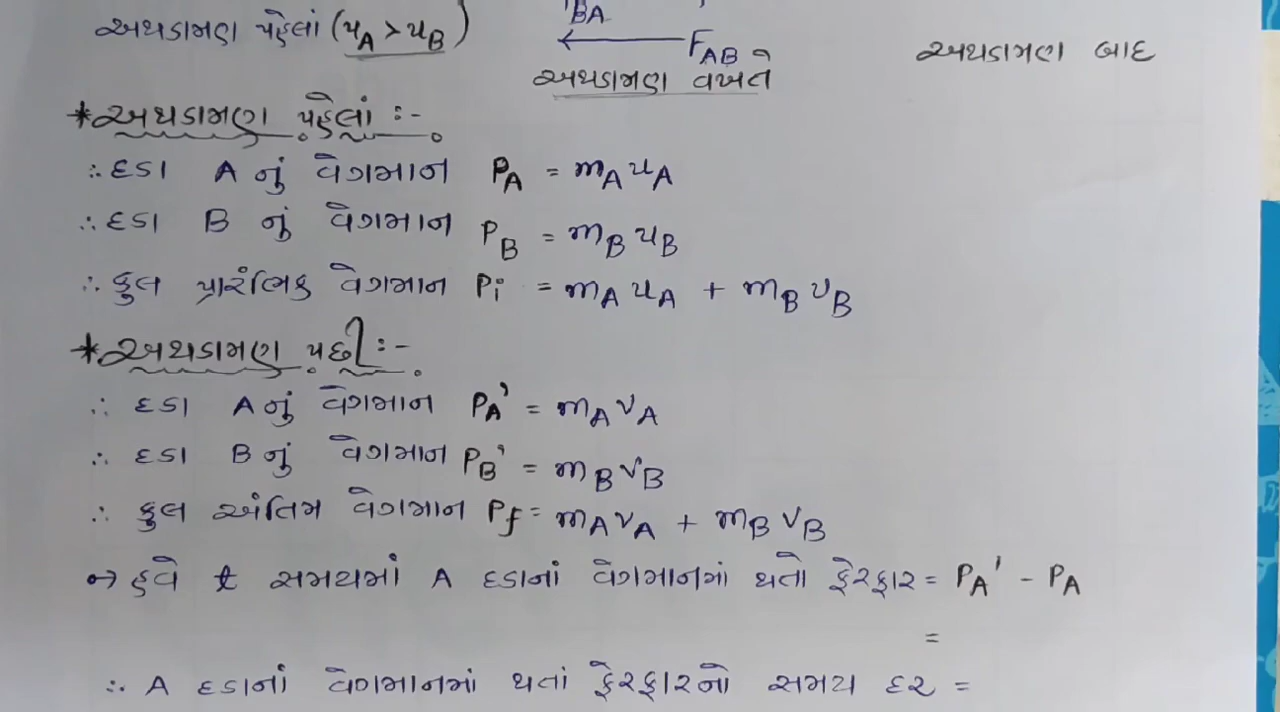 અથડામણ પહેલાં (uA > uB)
BA
FAB
અથડામણ વખતે
અથડામણ બાદ
*અથડામણ પહેલાં :-
∴ દડા A નું વેગમાન PA = mA uA
∴ દડા B નું વેગમાન PB = mB uB
∴ કુલ પ્રારંભિક વેગમાન Pi = mA uA + mB υB
*અથડામણ પછી :-
∴ દડા A નું વેગમાન PA' = mA vA
∴ દડા B નું વેગમાન PB' = mB vB
∴ કુલ અંતિમ વેગમાન Pf = mA vA + mB vB
→ હવે t સમયમાં A દડાનાં વેગમાનમાં થતો ફેરફાર = PA' - PA
=
∴ A દડાનાં વેગમાનમાં થતાં ફેરફારનો સમય દર =